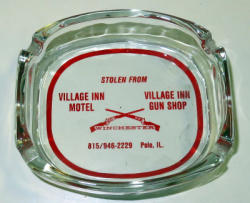 STOLEN FROM
VILLAGE INN VILLAGE INN
MOTEL GUN SHOP
WINCHESTER
815/946-2229 Polo, IL.